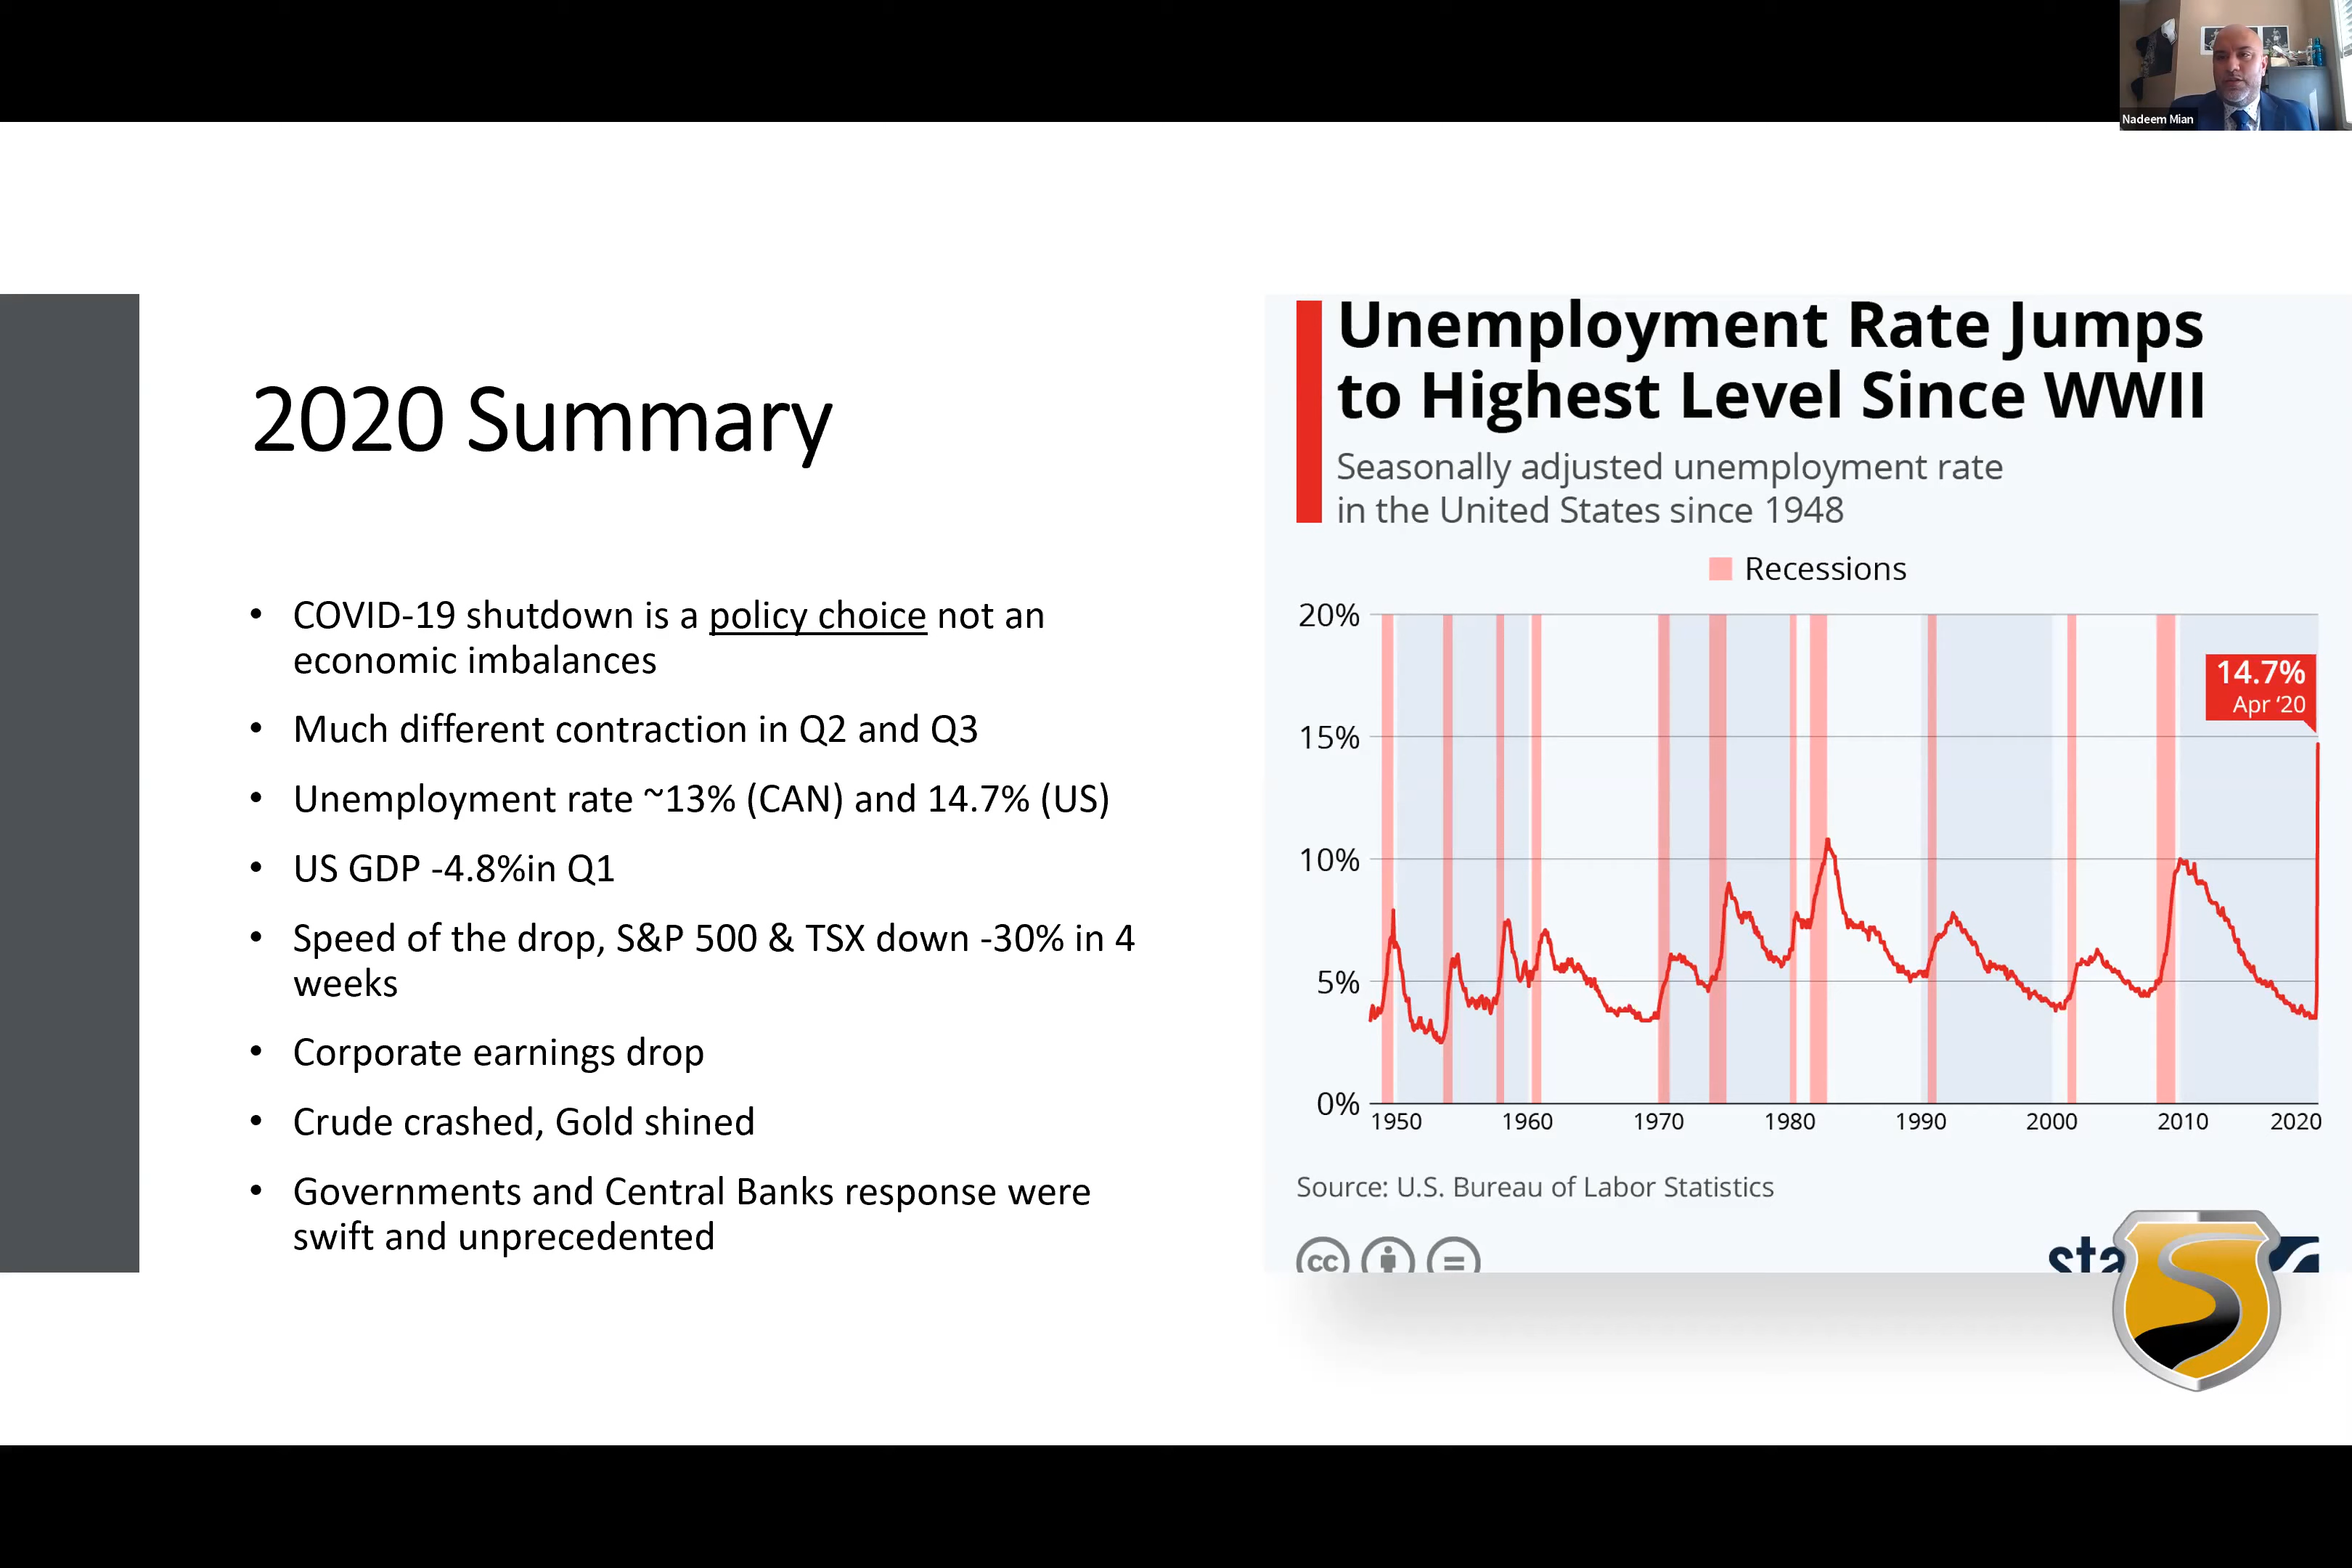 Nadeem Mian
2020 Summary
• COVID-19 shutdown is a policy choice not an
economic imbalances
• Much different contraction in Q2 and Q3
• Unemployment rate ~13% (CAN) and 14.7% (US)
• US GDP -4.8%in Q1
• Speed of the drop, S&P 500 & TSX down -30% in 4
weeks
• Corporate earnings drop
• Crude crashed, Gold shined
• Governments and Central Banks response were
swift and unprecedented
Unemployment Rate Jumps
to Highest Level Since WWII
Seasonally adjusted unemployment rate
in the United States since 1948
Recessions
20%
14.7%
Apr ‘20
15%
10%
5%
0%
1950 1960 1970 1980 1990 2000 2010 2020
Source: U.S. Bureau of Labor Statistics
cc
sta